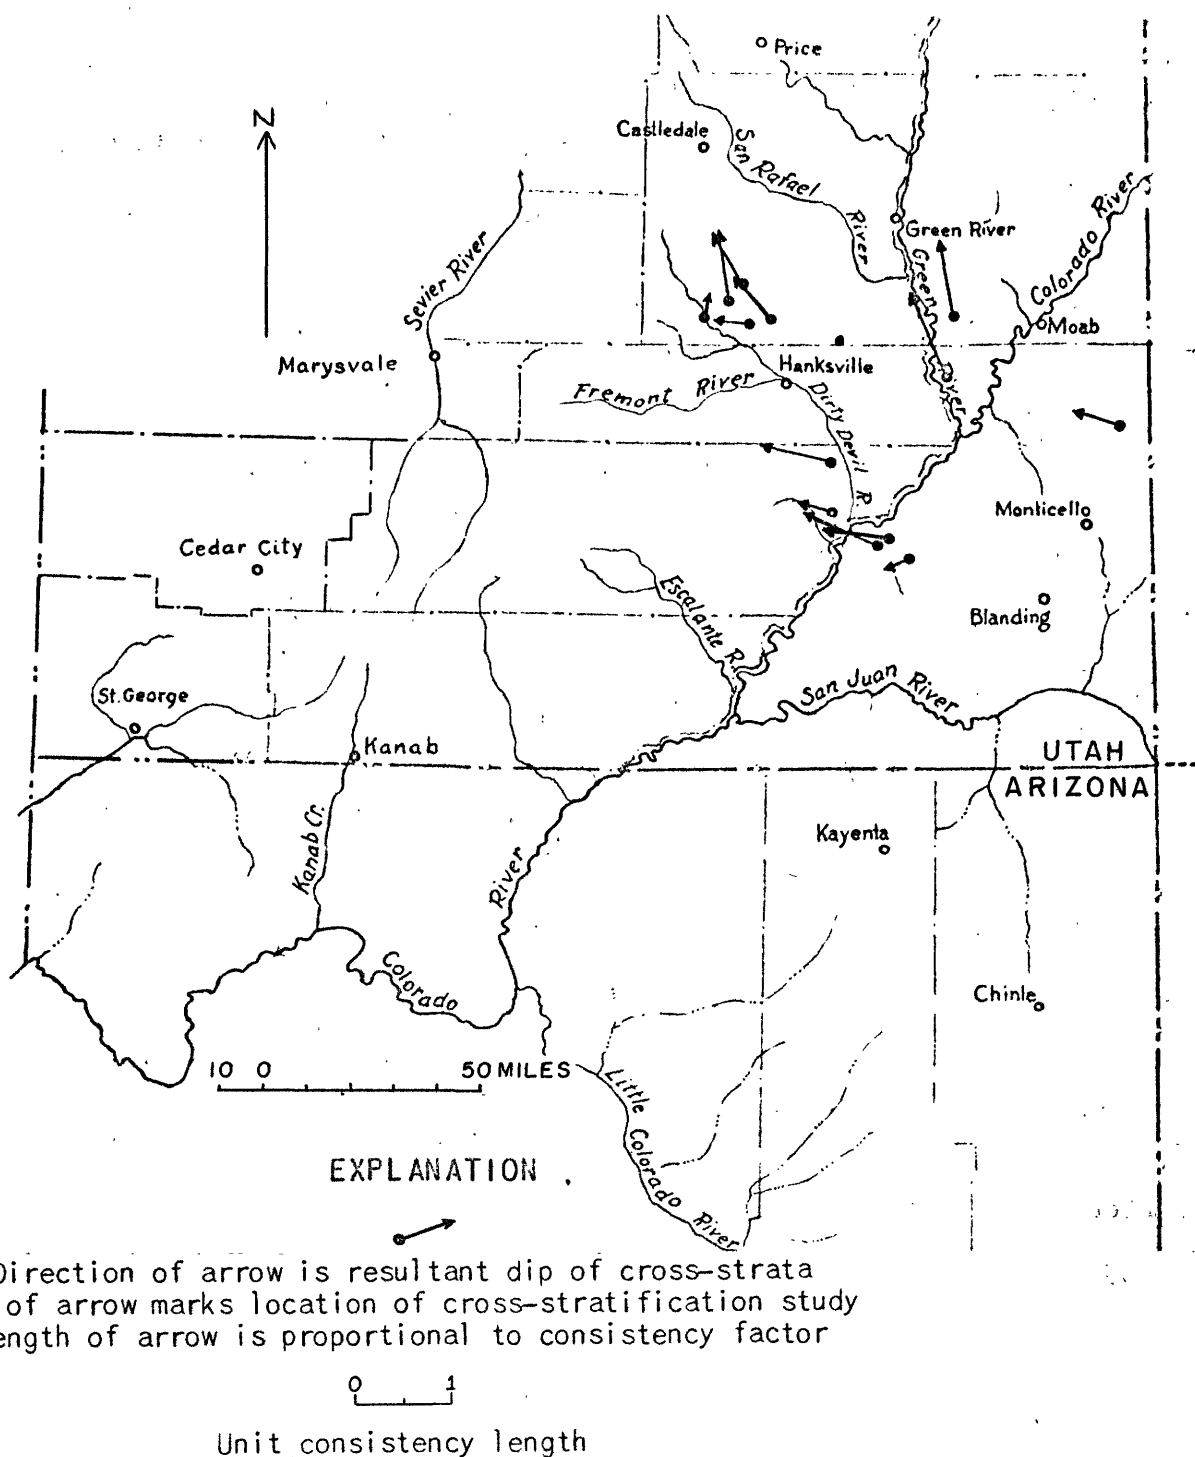 Price
N
Castledale
San Rafael
River
Green River
Colorado River
Sevier River
Green
River
Moab
Marysvale
Hanksville
Fremont River
Dirty Devil R.
Monticello
Cedar City
Escalante R.
Blanding
St. George
San Juan River
Kanab
UTAH
ARIZONA
Kanab Cr.
River
Kayenta
Colorado
Chinle
10 0 50 MILES
Little Colorado River
EXPLANATION
Direction of arrow is resultant dip of cross-strata
of arrow marks location of cross-stratification study
ength of arrow is proportional to consistency factor
0 1
Unit consistency length